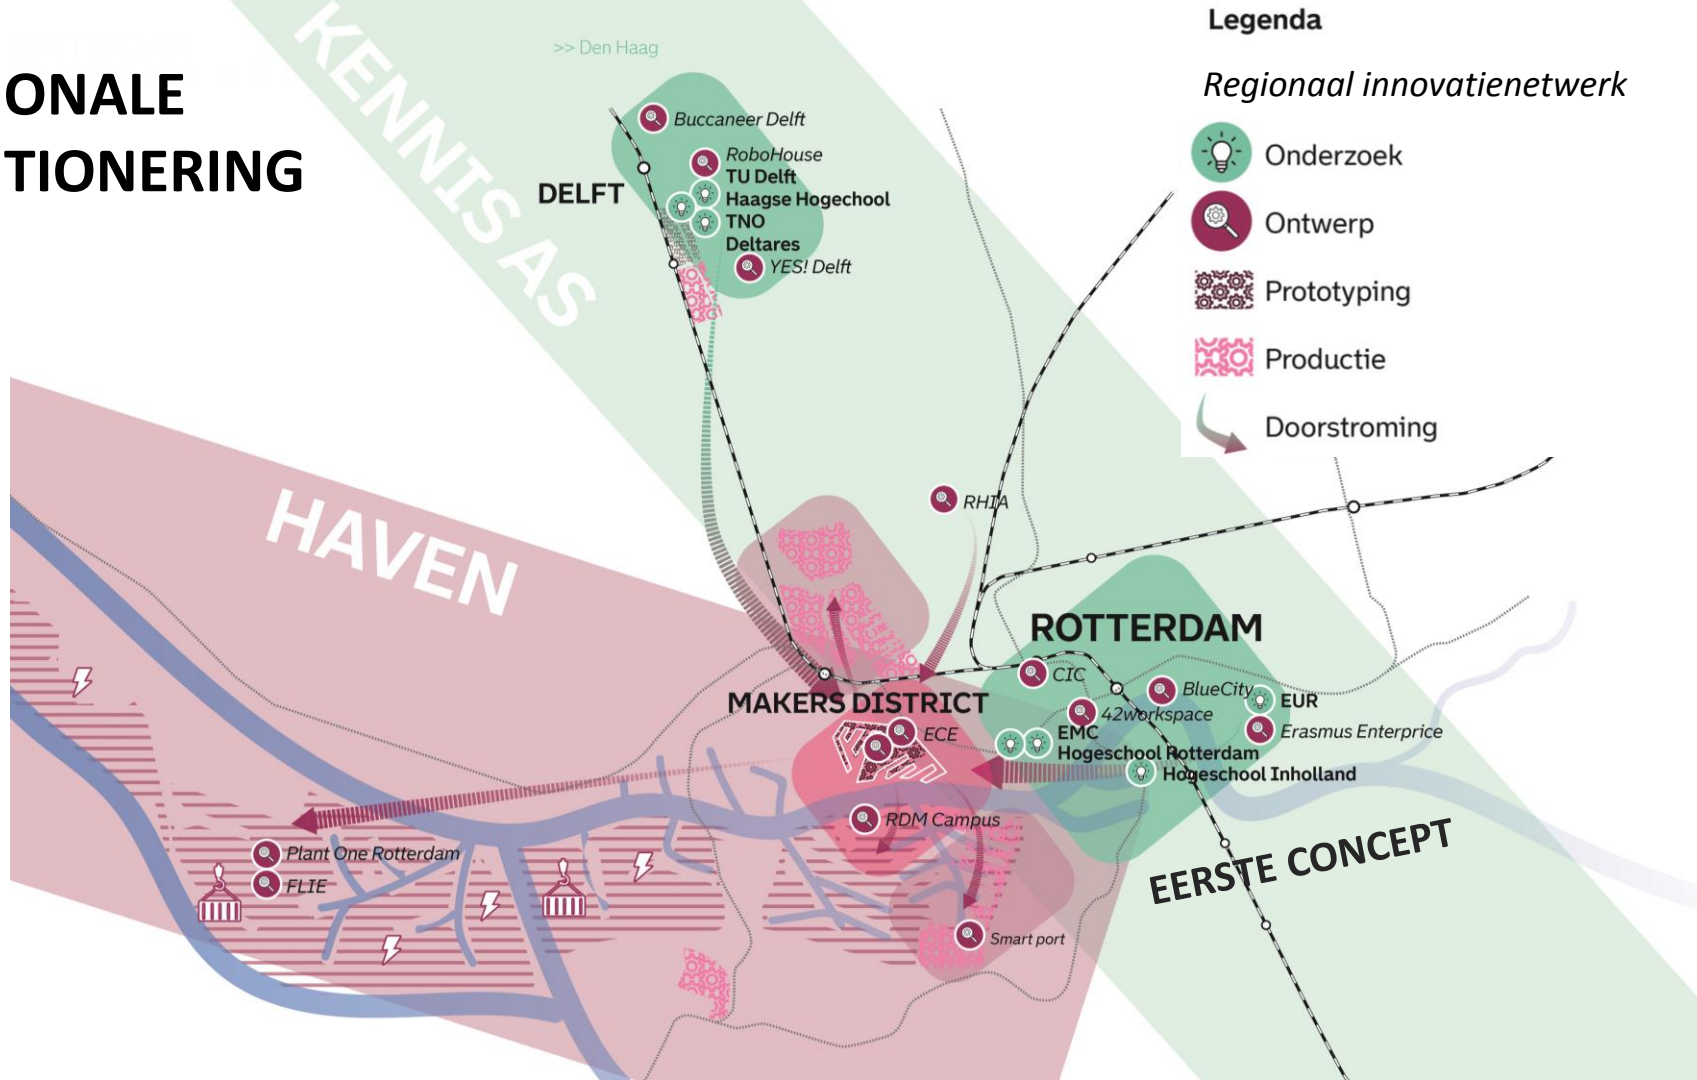 ONALE
TIONERING
KENNIS AS
>> Den Haag
Legenda
Regionaal innovatienetwerk
Onderzoek
Ontwerp
Prototyping
Productie
Doorstroming
Buccaneer Delft
RoboHouse
TU Delft
DELFT
Haagse Hogechool
TNO
Deltares
YES! Delft
HAVEN
RHIA
ROTTERDAM
CIC
BlueCity
EUR
MAKERS DISTRICT
42workspace
ECE
EMC
Erasmus Enterprice
Hogeschool Rotterdam
Hogeschool Inholland
RDM Campus
Plant One Rotterdam
FLIE
EERSTE CONCEPT
Smart port